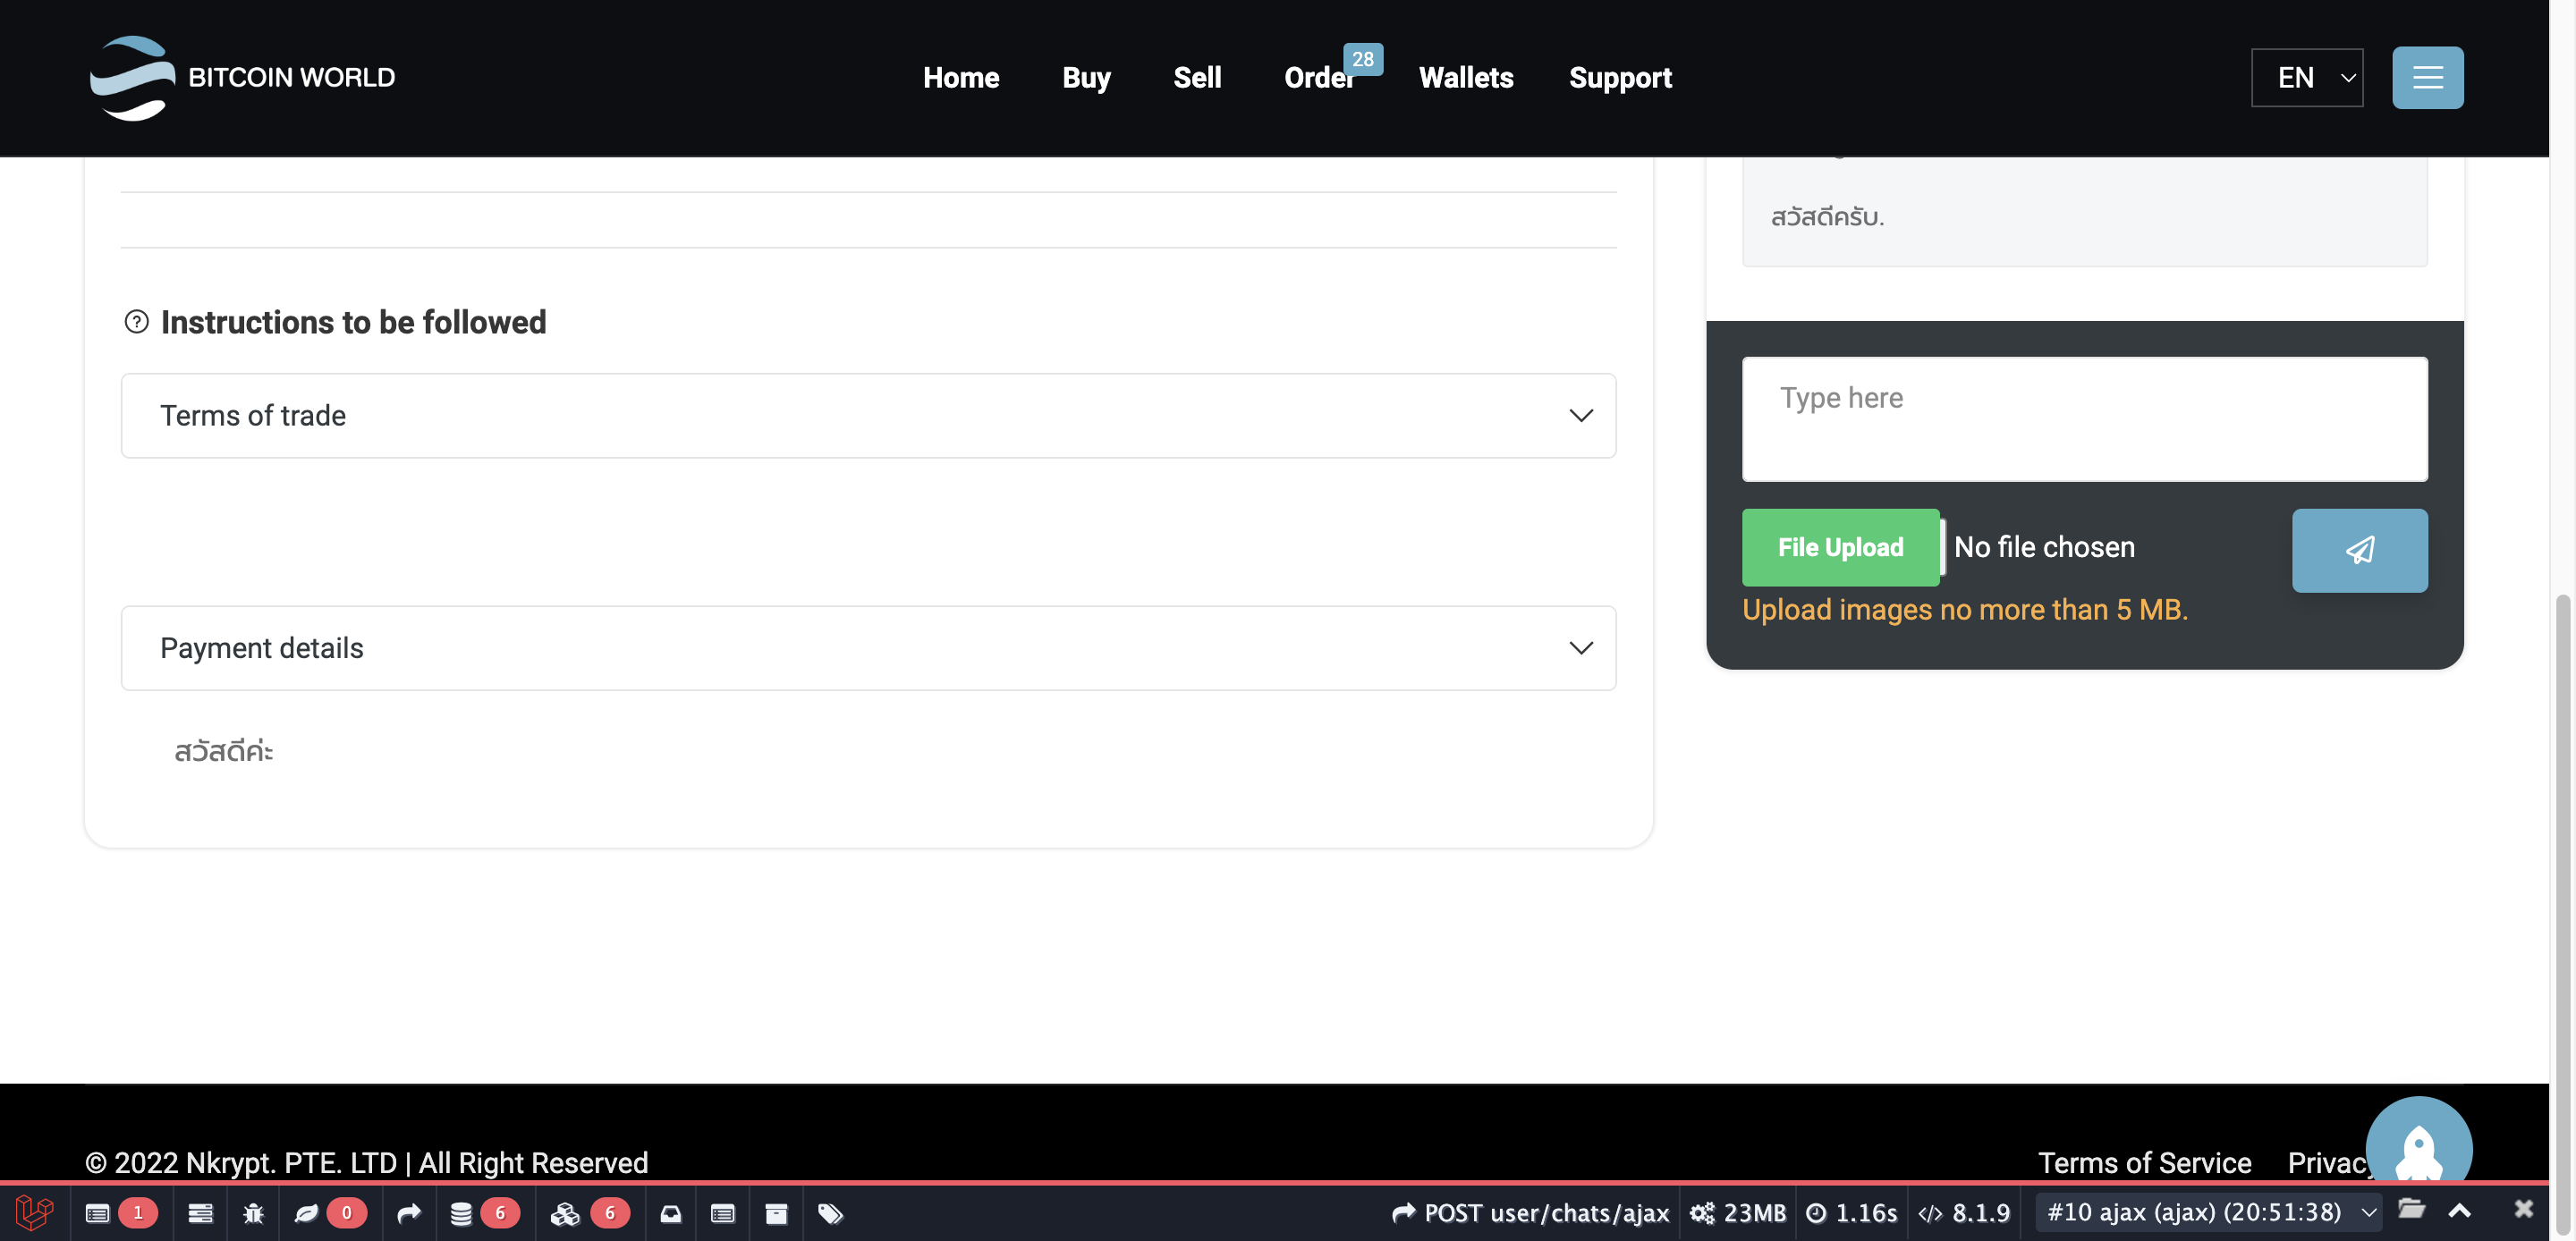 BITCOIN WORLD
Home Buy Sell Order 28 Wallets Support
EN
สวัสดีครับ.
Instructions to be followed
Terms of trade
Type here
File Upload No file chosen
Upload images no more than 5 MB.
Payment details
สวัสดีค่ะ
© 2022 Nkrypt. PTE. LTD | All Right Reserved
Terms of Service Privacy
1 0 6 6 POST user/chats/ajax 23MB 1.16s 8.1.9 #10 ajax (ajax) (20:51:38)